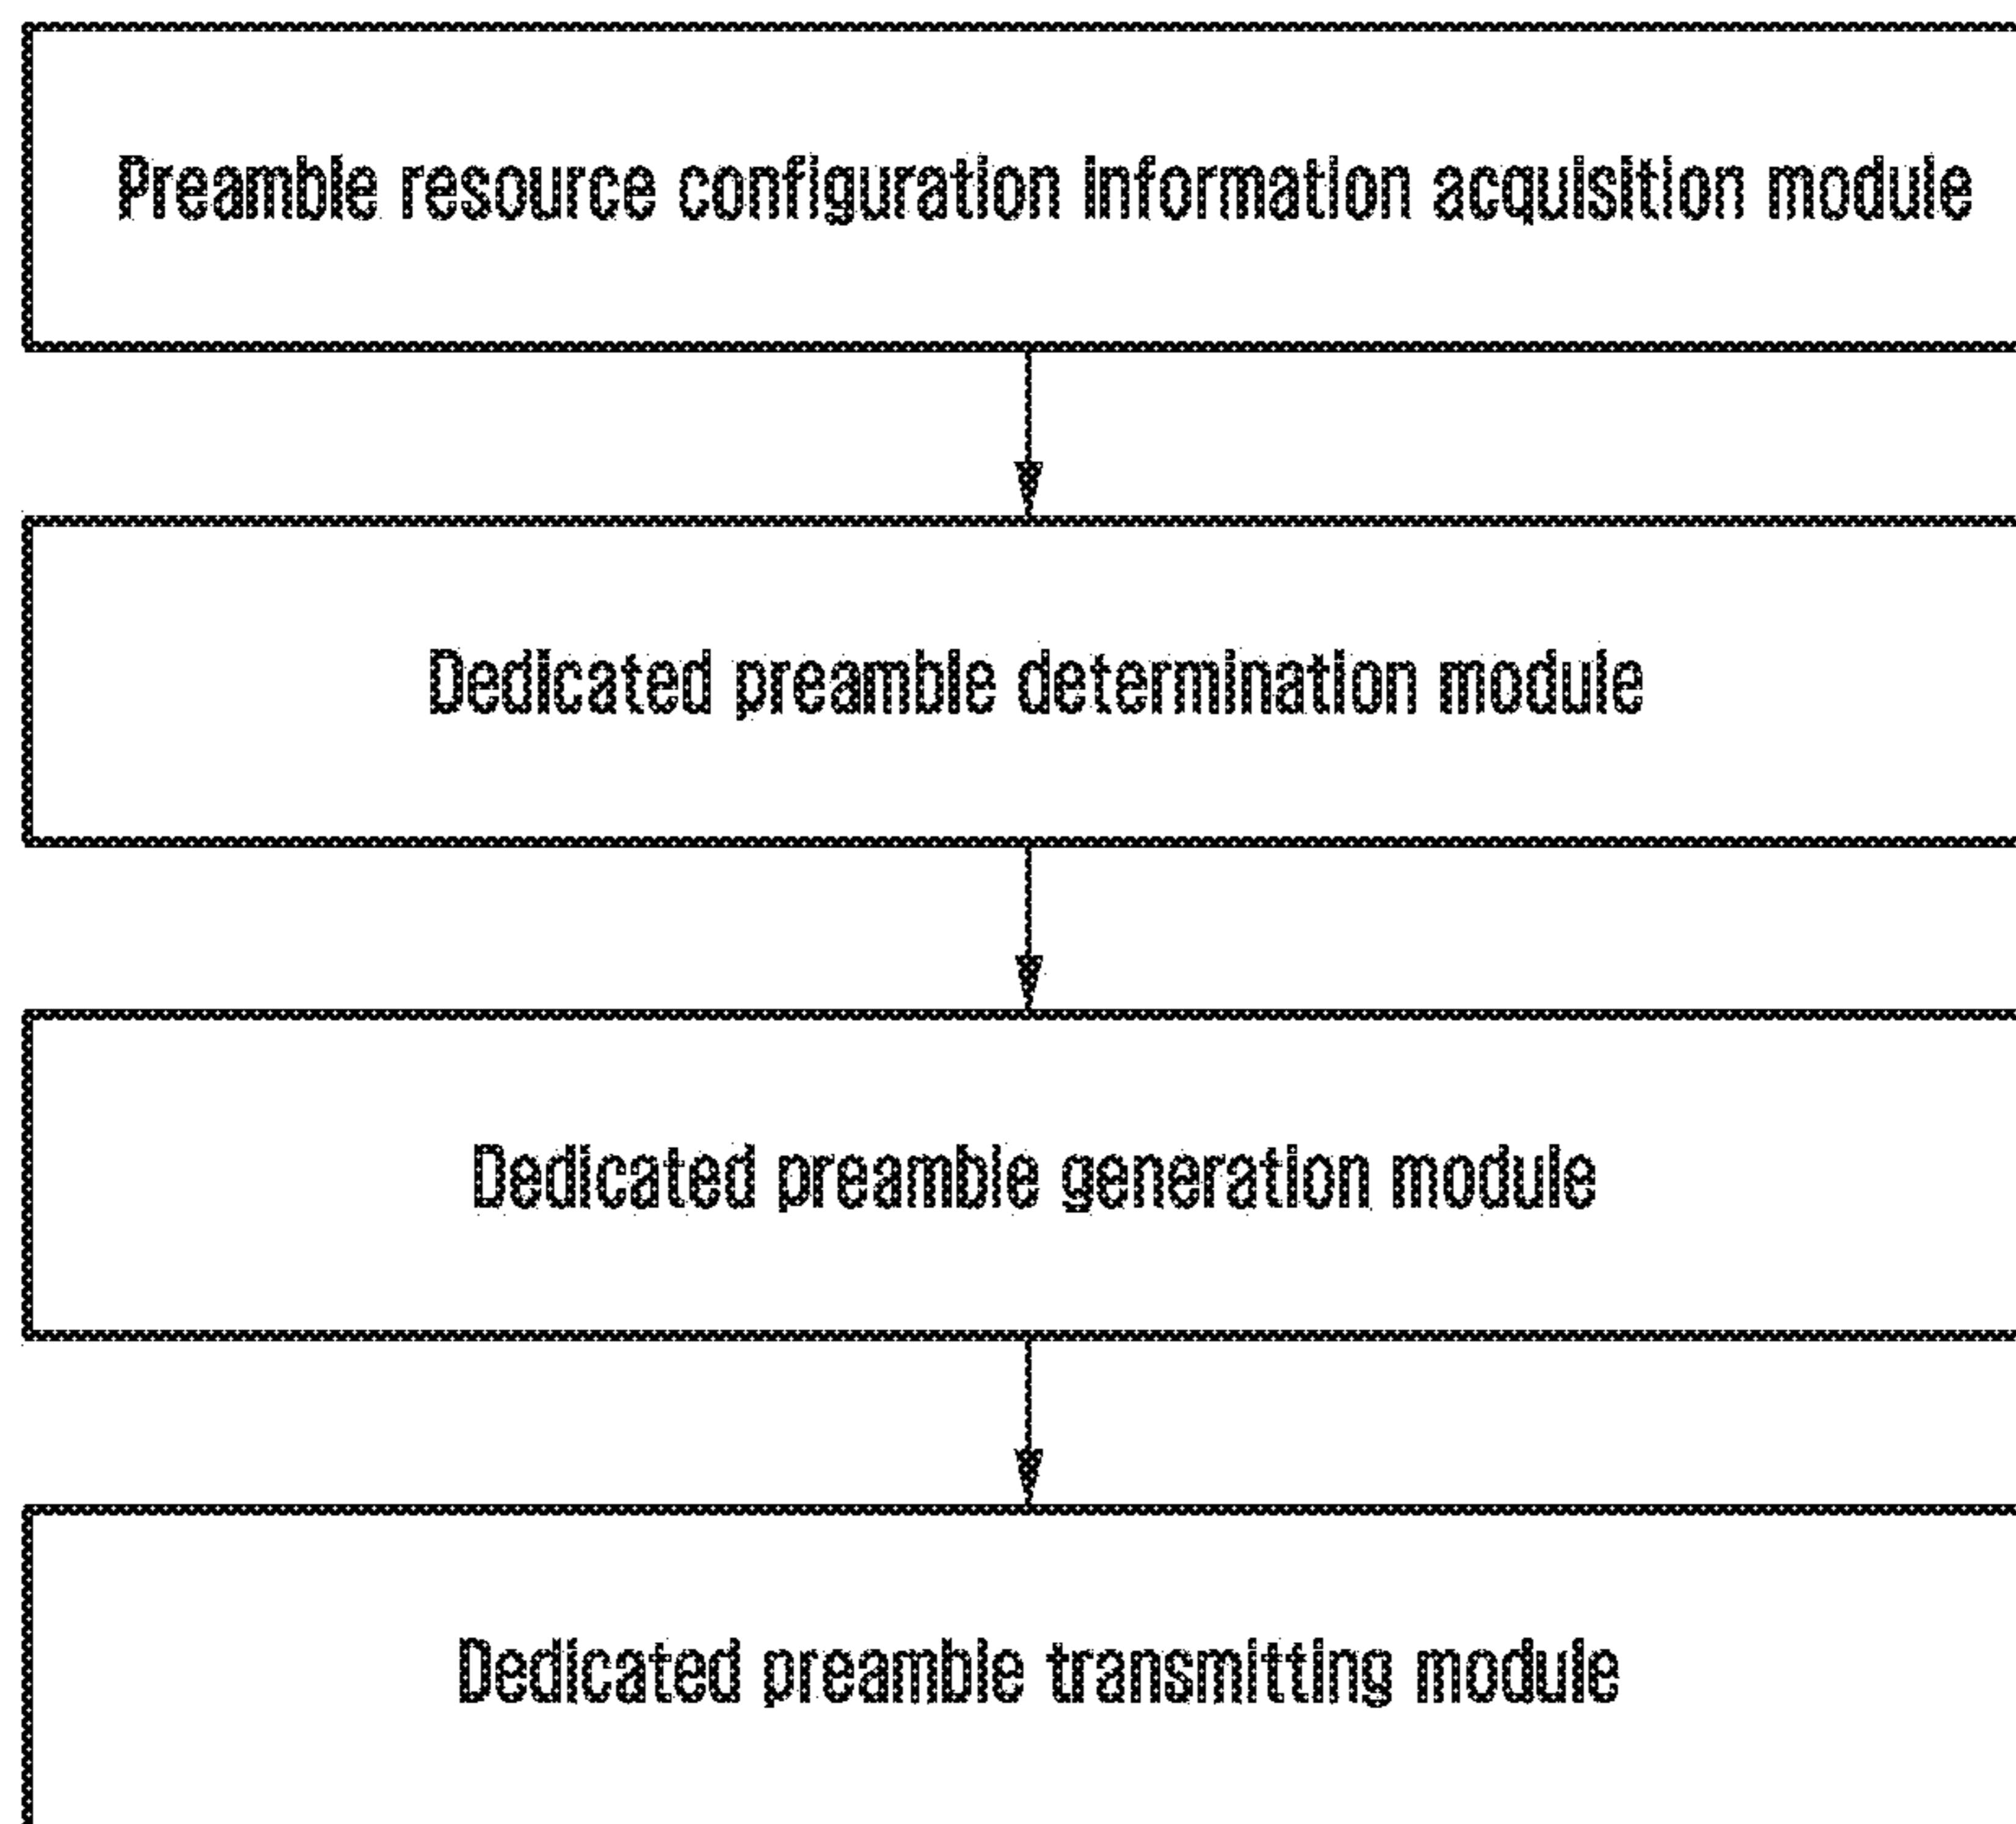 Preamble resource configuration information acquisition module
Dedicated preamble determination module
Dedicated preamble generation module
Dedicated preamble transmitting module